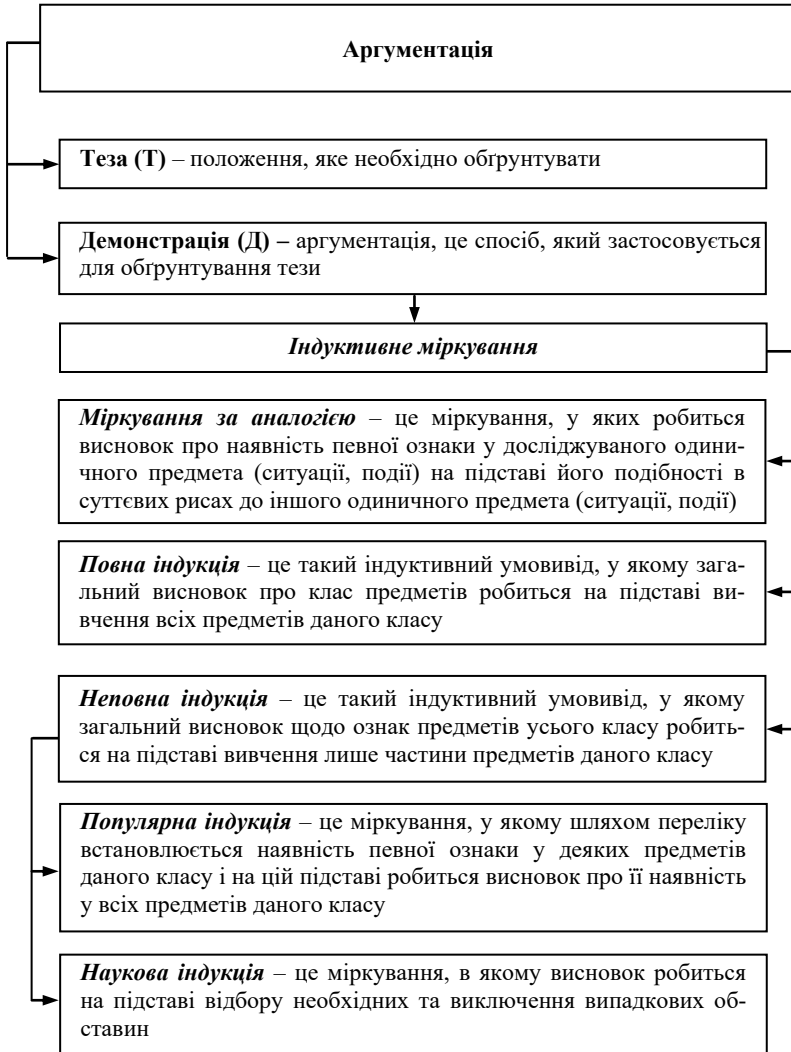 Аргументація
Теза (Т) – положення, яке необхідно обґрунтувати
Демонстрація (Д) – аргументація, це спосіб, який застосовується
для обґрунтування тези
Індуктивне міркування
Міркування за аналогією – це міркування, у яких робиться
висновок про наявність певної ознаки у досліджуваного одини-
чного предмета (ситуації, події) на підставі його подібності в
суттєвих рисах до іншого одиничного предмета (ситуації, події)
Повна індукція – це такий індуктивний умовивід, у якому зага-
льний висновок про клас предметів робиться на підставі ви-
вчення всіх предметів даного класу
Неповна індукція – це такий індуктивний умовивід, у якому
загальний висновок щодо ознак предметів усього класу робить-
ся на підставі вивчення лише частини предметів даного класу
Популярна індукція – це міркування, у якому шляхом переліку
встановлюється наявність певної ознаки у деяких предметів
даного класу і на цій підставі робиться висновок про її наявність
у всіх предметів даного класу
Наукова індукція – це міркування, в якому висновок робиться
на підставі відбору необхідних та виключення випадкових об-
ставин